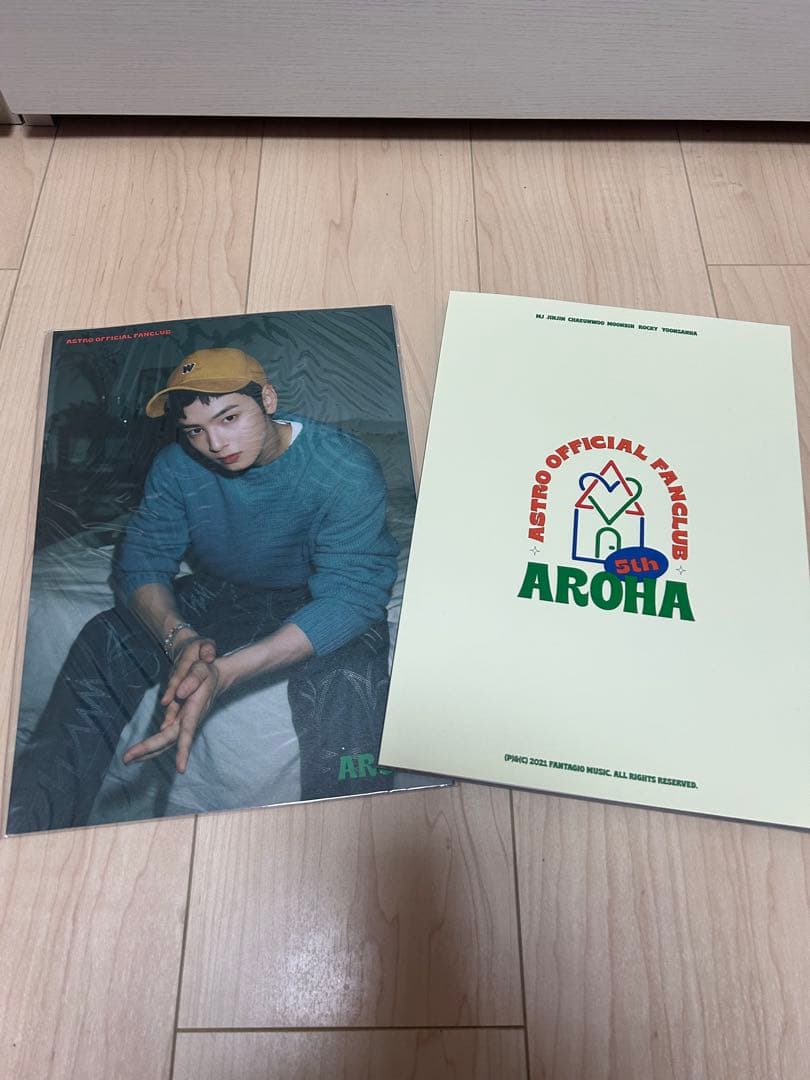 ASTRO OFFICIAL FANCLUB
W
MJ JINJIN CHAEUNWOO MOONBIN ROCKY YOONSANHA
ASTRO OFFICIAL FANCLUB
5th
AROHA
(P)&(C) 2021 FANTAGIO MUSIC. ALL RIGHTS RESERVED.